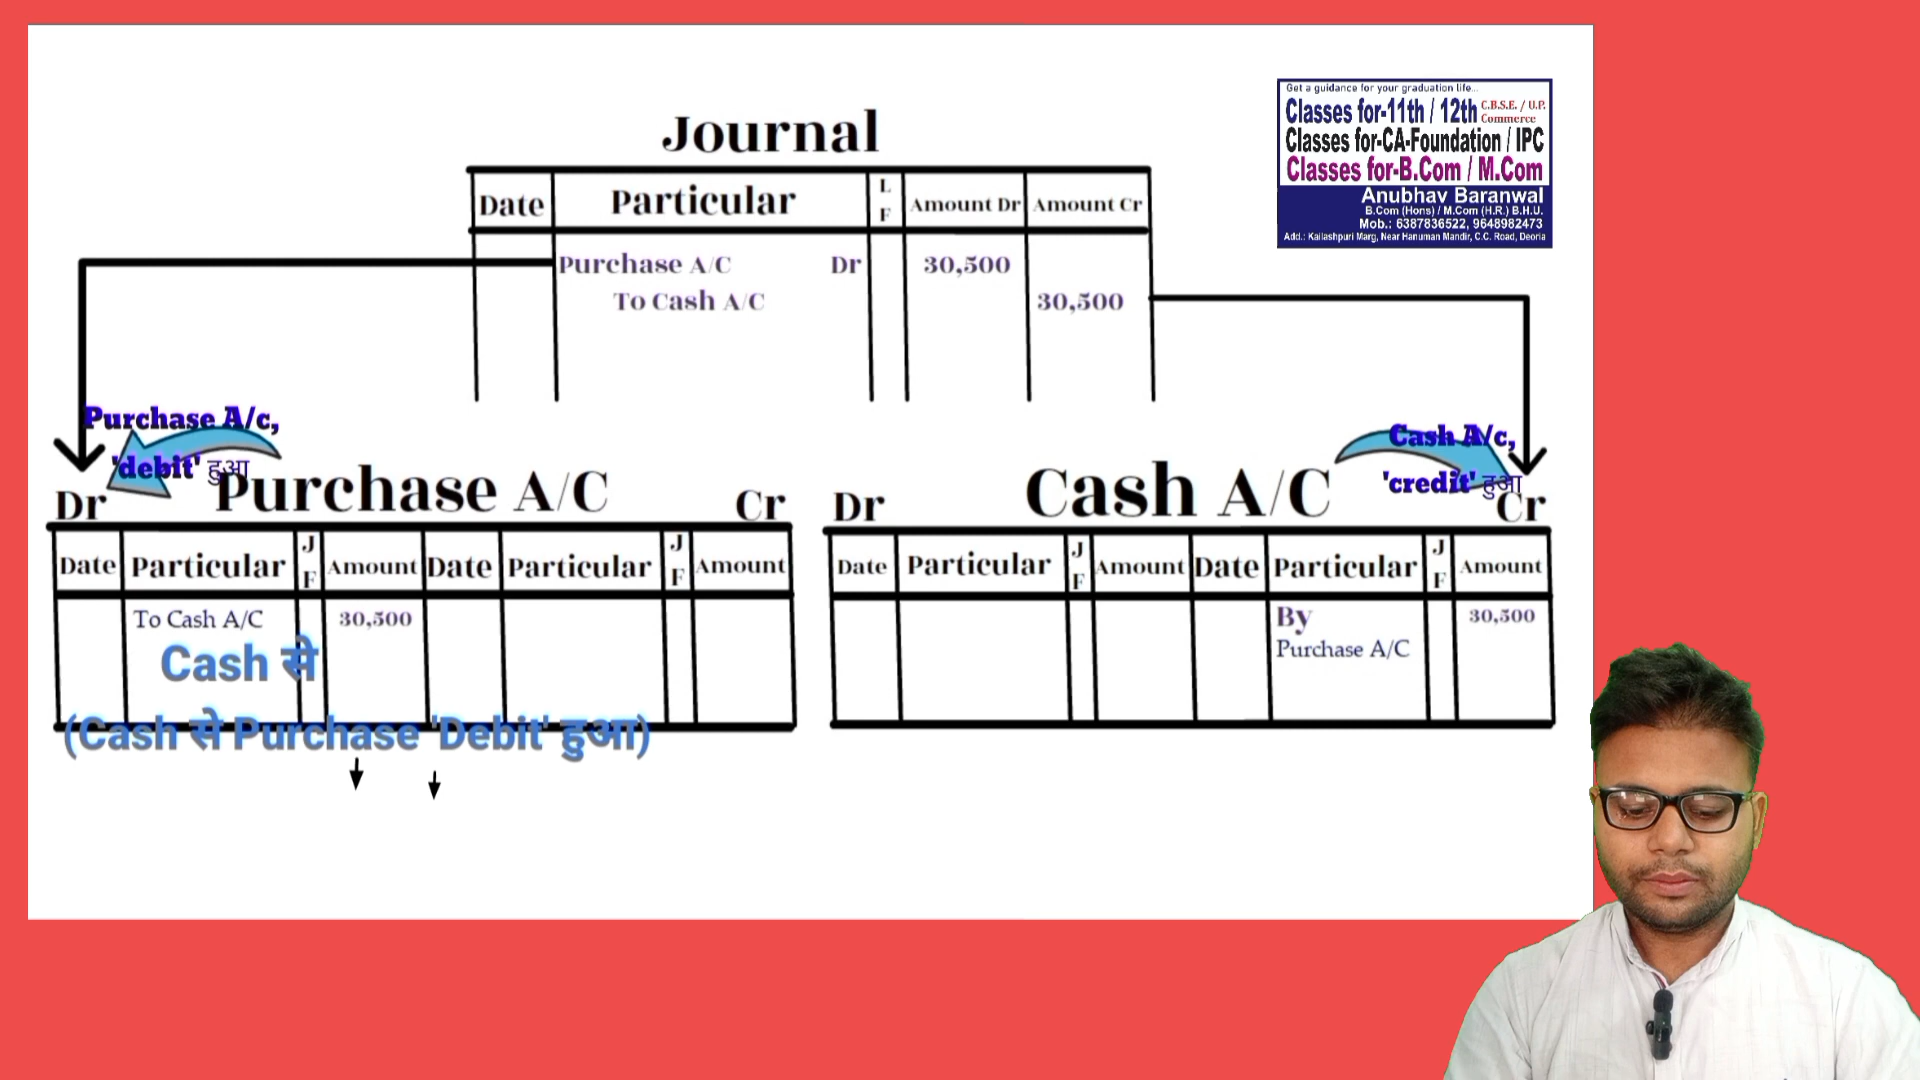 Get a guidance for your graduation life...
Classes for-11th / 12th C.B.S.E. / U.P. Commerce
Classes for-CA-Foundation / IPC
Classes for-B.Com / M.Com
Anubhav Baranwal
B.Com (Hons) / M.Com (H.R.) B.H.U.
Mob.: 6387836522, 9648982473
Add.: Kailashpuri Marg, Near Hanuman Mandir, C.C. Road, Deoria
Journal
Date Particular L F Amount Dr Amount Cr
Purchase A/C Dr 30,500
To Cash A/C 30,500
Purchase A/c,
'debit' हुआ
Cash A/c,
'credit' हुआ
Dr Purchase A/C Cr
Date Particular J F Amount Date Particular J F Amount
To Cash A/C 30,500
Cash से
(Cash से Purchase 'Debit' हुआ)
Dr Cash A/C Cr
Date Particular J F Amount Date Particular J F Amount
By 30,500
Purchase A/C